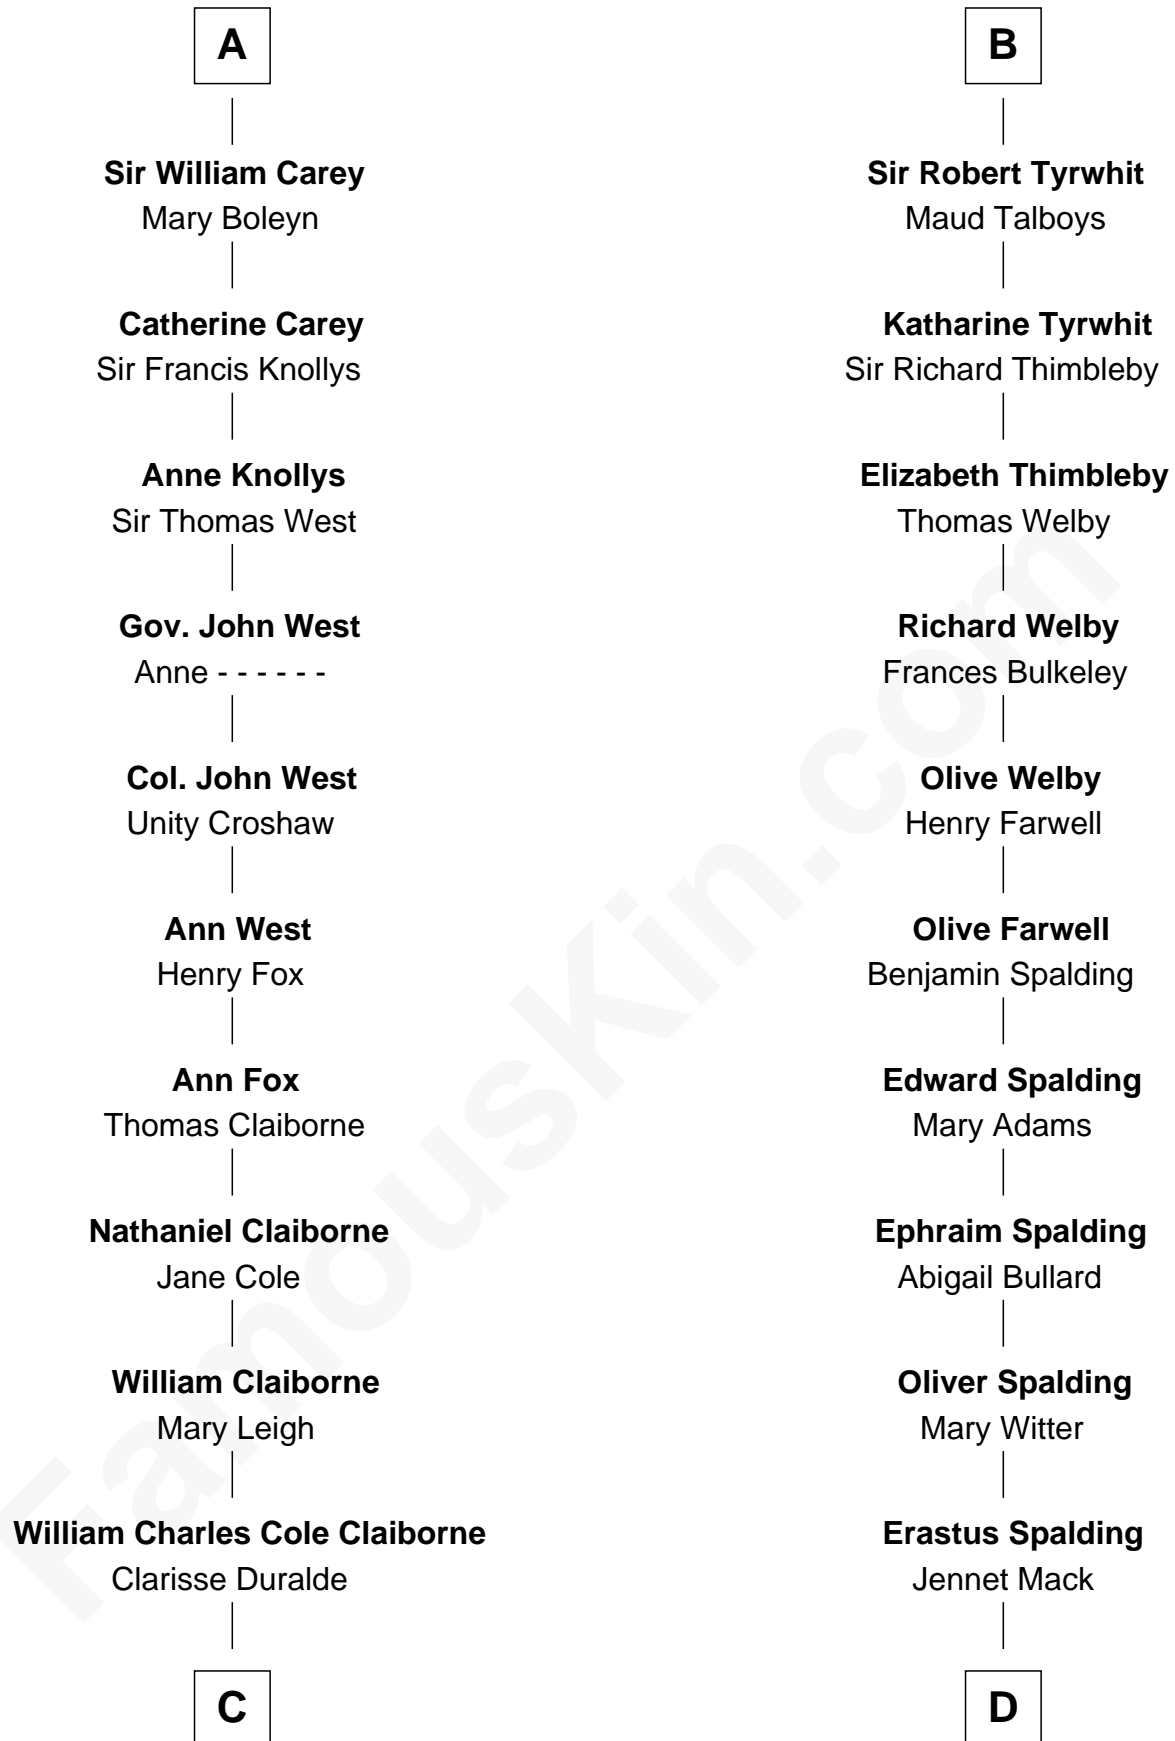 A
Sir William Carey
Mary Boleyn
Catherine Carey
Sir Francis Knollys
Anne Knollys
Sir Thomas West
Gov. John West
Anne - - - - - -
Col. John West
Unity Croshaw
Ann West
Henry Fox
Ann Fox
Thomas Claiborne
Nathaniel Claiborne
Jane Cole
William Claiborne
Mary Leigh
William Charles Cole Claiborne
Clarisse Duralde
C
B
Sir Robert Tyrwhit
Maud Talboys
Katharine Tyrwhit
Sir Richard Thimbleby
Elizabeth Thimbleby
Thomas Welby
Richard Welby
Frances Bulkeley
Olive Welby
Henry Farwell
Olive Farwell
Benjamin Spalding
Edward Spalding
Mary Adams
Ephraim Spalding
Abigail Bullard
Oliver Spalding
Mary Witter
Erastus Spalding
Jennet Mack
D
FamousKin.com